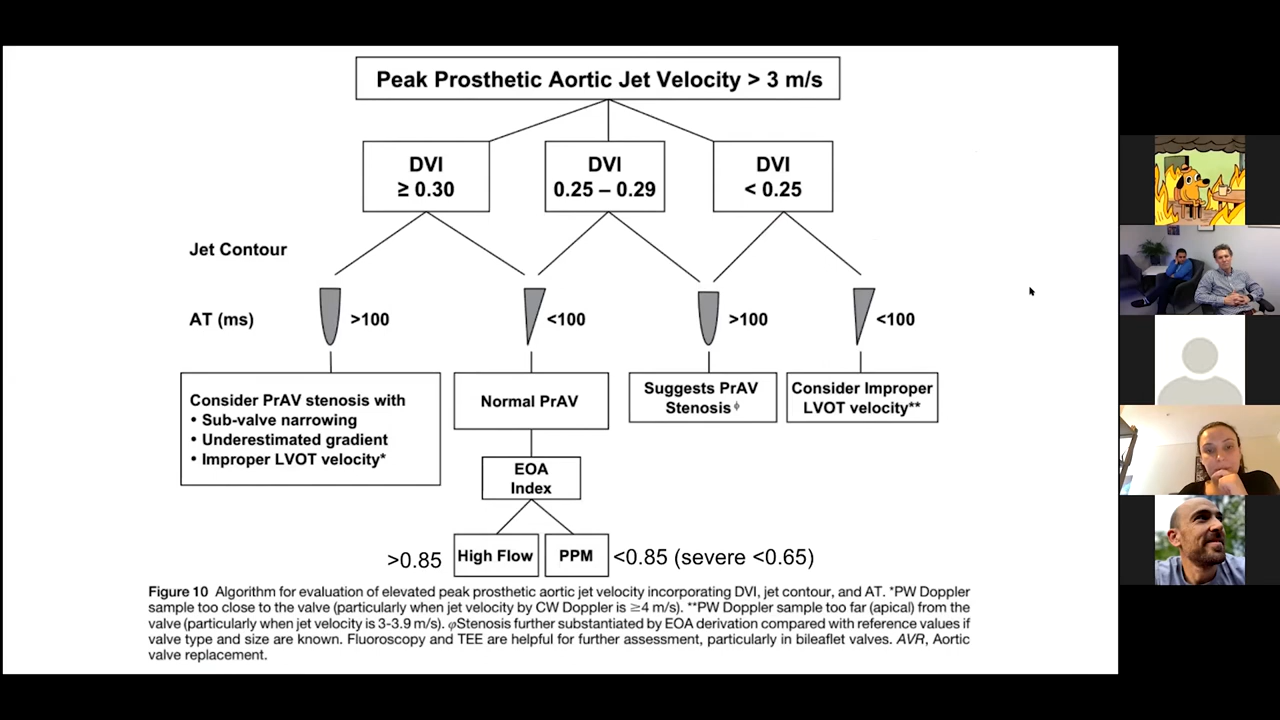 Peak Prosthetic Aortic Jet Velocity > 3 m/s
DVI
≥ 0.30
DVI
0.25 – 0.29
DVI
< 0.25
Jet Contour
AT (ms)
>100
<100
>100
<100
Consider PrAV stenosis with
• Sub-valve narrowing
• Underestimated gradient
• Improper LVOT velocity*
Normal PrAV
Suggests PrAV
Stenosis ϕ
Consider Improper
LVOT velocity**
EOA
Index
>0.85
High Flow
PPM
<0.85 (severe <0.65)
Figure 10 Algorithm for evaluation of elevated peak prosthetic aortic jet velocity incorporating DVI, jet contour, and AT. *PW Doppler
sample too close to the valve (particularly when jet velocity by CW Doppler is ≥4 m/s). **PW Doppler sample too far (apical) from the
valve (particularly when jet velocity is 3-3.9 m/s). φStenosis further substantiated by EOA derivation compared with reference values if
valve type and size are known. Fluoroscopy and TEE are helpful for further assessment, particularly in bileaflet valves. AVR, Aortic
valve replacement.